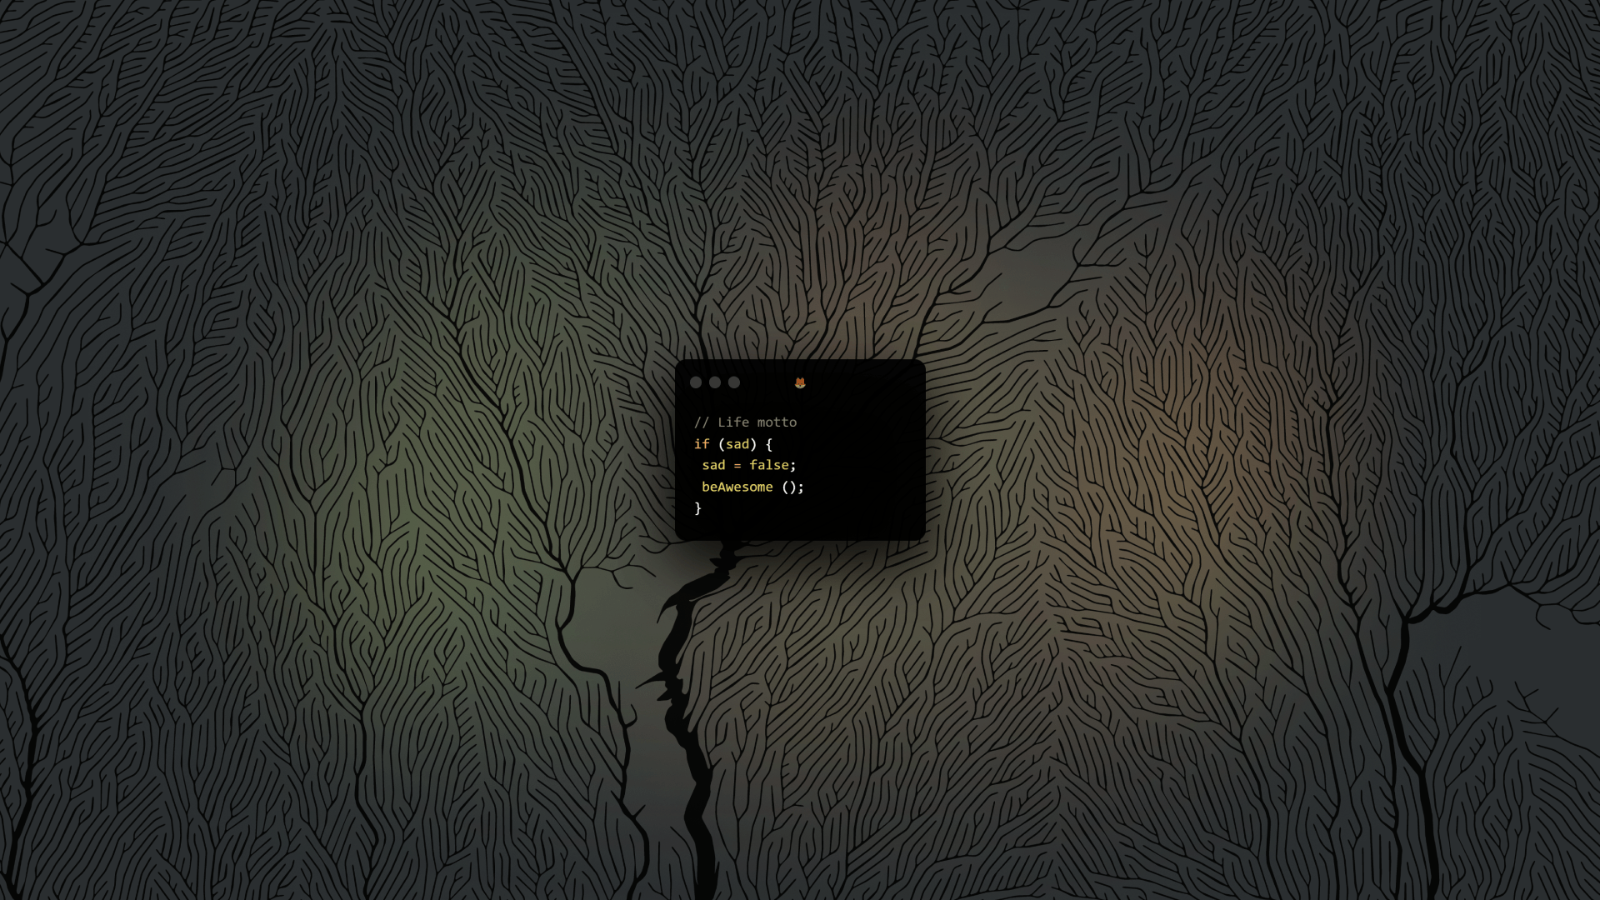 // Life motto
if (sad) {
 sad = false;
 beAwesome ();
}